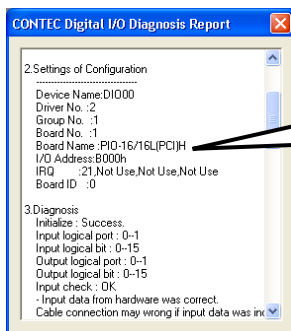 CONTEC Digital I/O Diagnosis Report
2.Settings of Configuration
------------------------------
Device Name:DIO00
Driver No. :2
Group No. :1
Board No. :1
Board Name :PIO-16/16L(PCI)H
I/O Address:B000h
IRQ :21,Not Use,Not Use,Not Use
Board ID :0
3.Diagnosis
Initialize : Success.
Input logical port : 0--1
Input logical bit : 0--15
Output logical port : 0--1
Output logical bit : 0--15
Input check : OK
- Input data from hardware was correct.
Cable connection may wrong if input data was